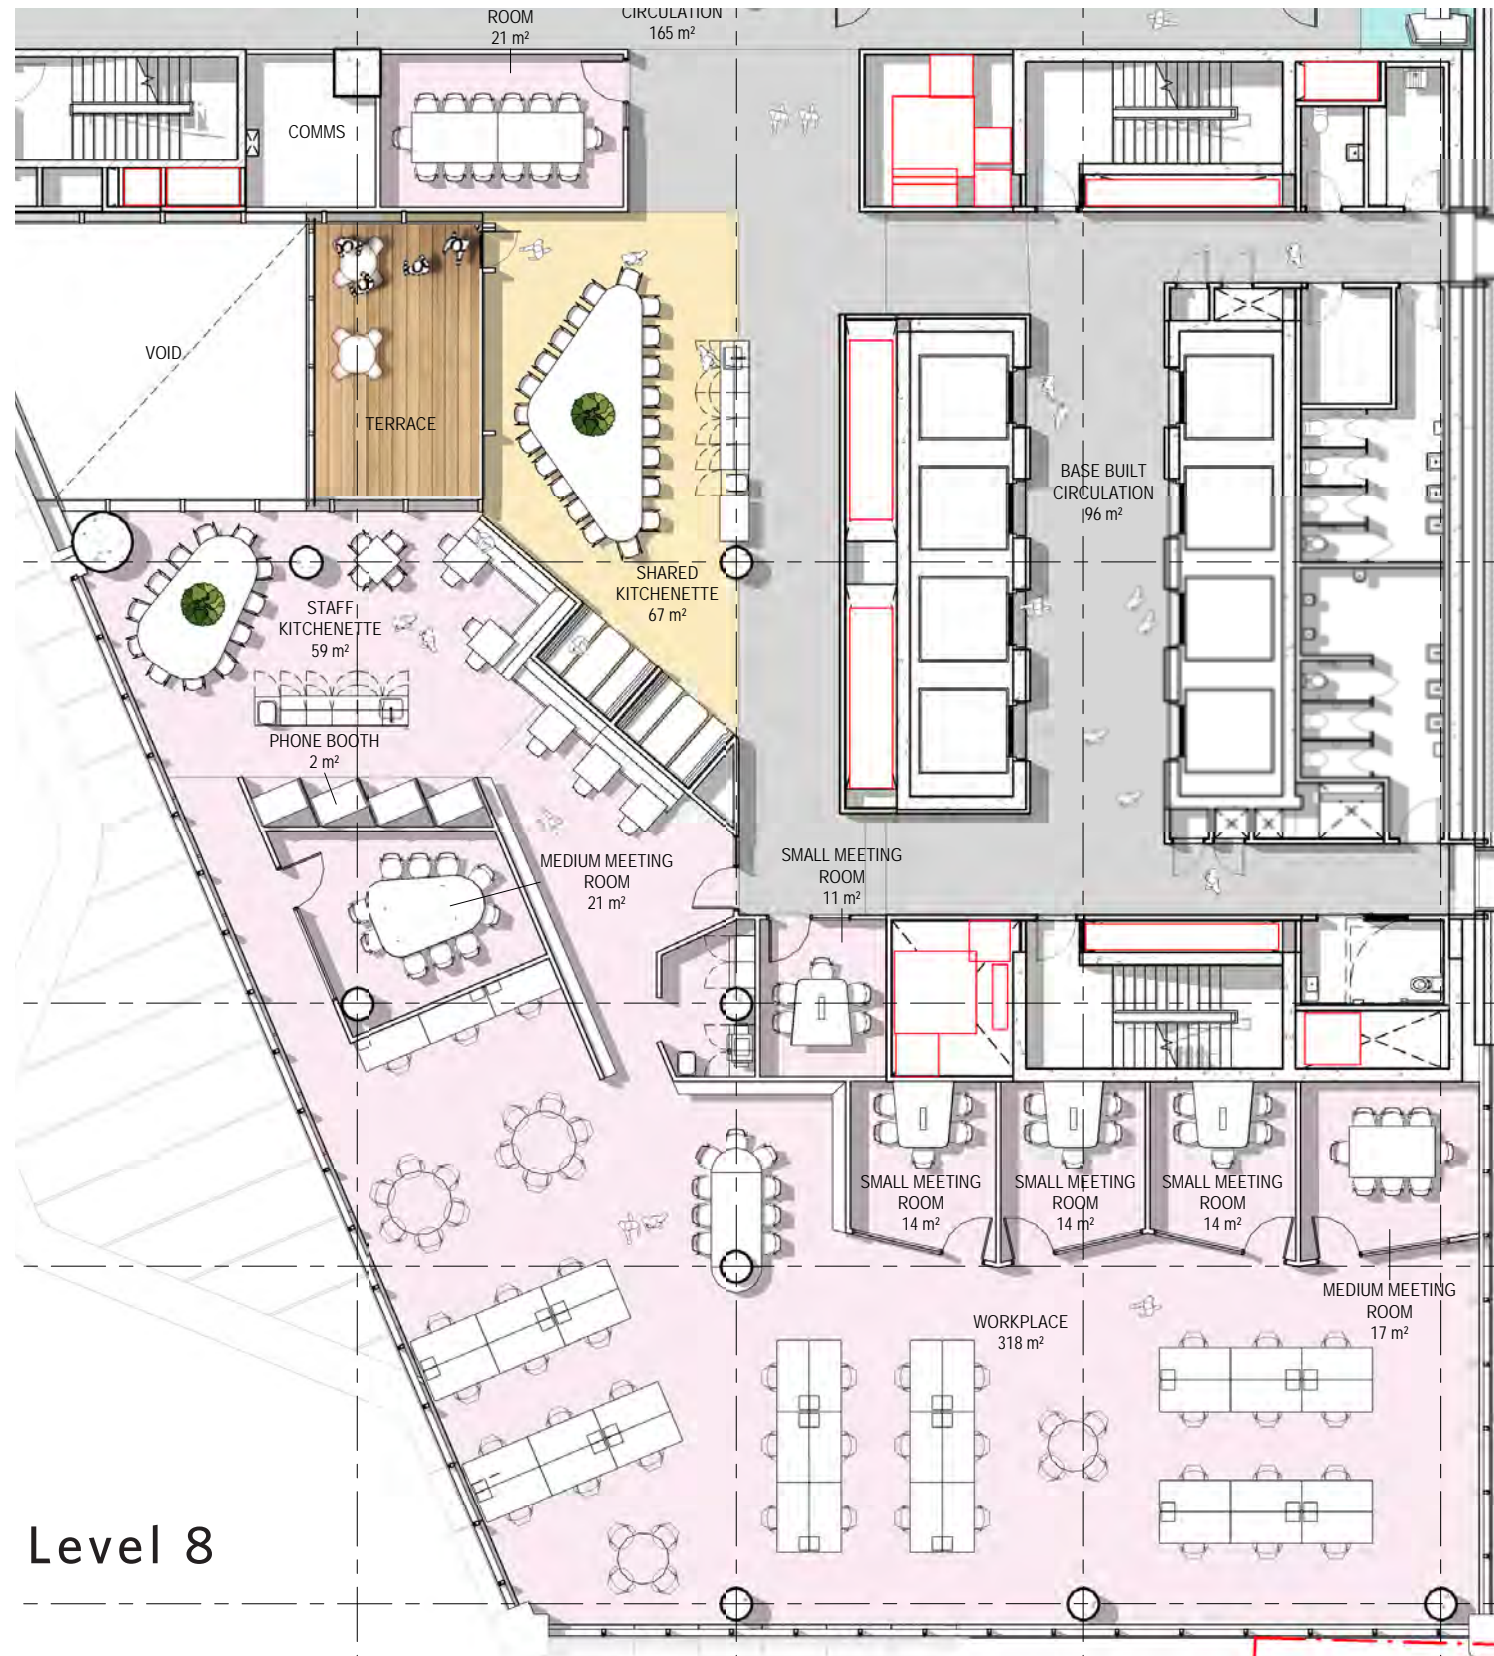 ROOM
21 m²
CIRCULATION
165 m²
COMMS
VOID
TERRACE
BASE BUILT
CIRCULATION
196 m²
SHARED
KITCHENETTE
67 m²
STAFF
KITCHENETTE
59 m²
PHONE BOOTH
2 m²
MEDIUM MEETING
ROOM
21 m²
SMALL MEETING
ROOM
11 m²
SMALL MEETING
ROOM
14 m²
SMALL MEETING
ROOM
14 m²
SMALL MEETING
ROOM
14 m²
MEDIUM MEETING
ROOM
17 m²
WORKPLACE
318 m²
Level 8